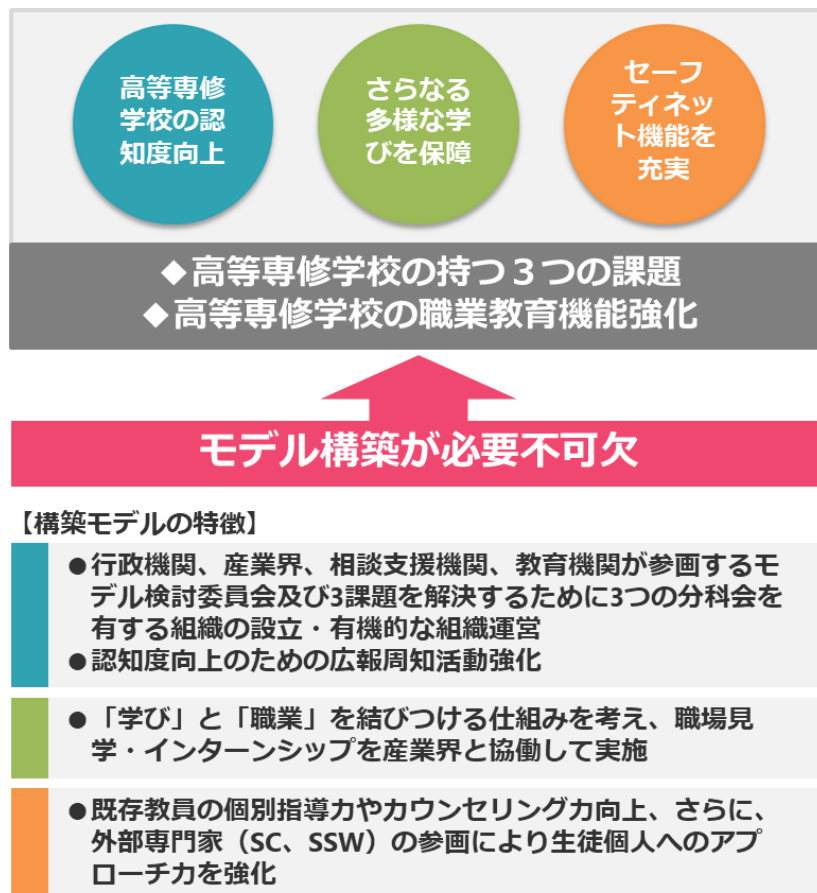 高等専修
学校の認
知度向上
さらなる
多様な学
びを保障
セーフ
ティネッ
ト機能を
充実
◆高等専修学校の持つ３つの課題
◆高等専修学校の職業教育機能強化
モデル構築が必要不可欠
【構築モデルの特徴】
●行政機関、産業界、相談支援機関、教育機関が参画するモ
デル検討委員会及び3課題を解決するために3つの分科会を
有する組織の設立・有機的な組織運営
●認知度向上のための広報周知活動強化
●「学び」と「職業」を結びつける仕組みを考え、職場見
学・インターンシップを産業界と協働して実施
●既存教員の個別指導力やカウンセリング力向上、さらに、
外部専門家（SC、SSW）の参画により生徒個人へのアプ
ローチ力を強化